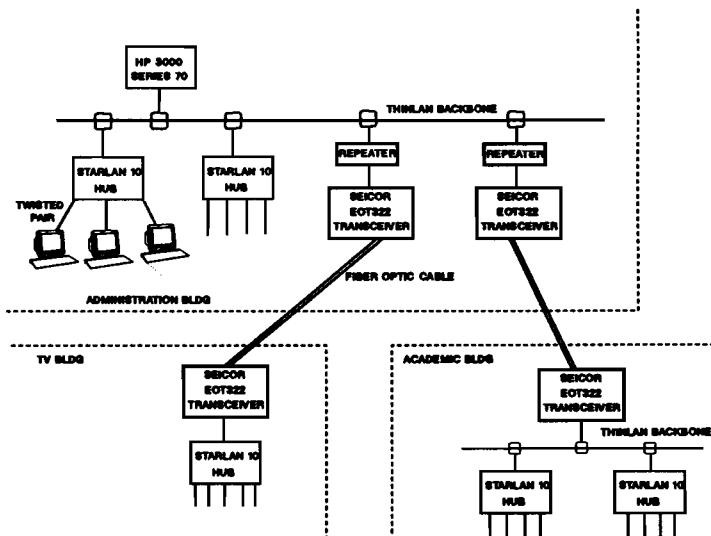 HP 3000
SERIES 70
THINLAN BACKBONE
REPEATER
REPEATER
STARLAN 10
HUB
STARLAN 10
HUB
TWISTED
PAIR
SEICOR
EOT322
TRANSCEIVER
SEICOR
EOT322
TRANSCEIVER
FIBER OPTIC CABLE
ADMINISTRATION BLDG
TV BLDG
ACADEMIC BLDG
SEICOR
EOT322
TRANSCEIVER
SEICOR
EOT322
TRANSCEIVER
THINLAN BACKBONE
STARLAN 10
HUB
STARLAN 10
HUB
STARLAN 10
HUB